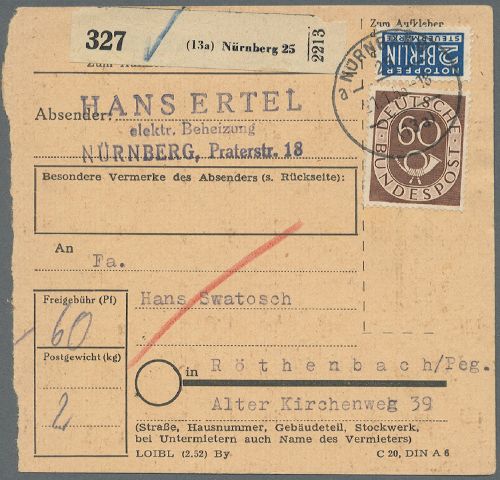 Zum Aufkleber
327
(13a) Nürnberg 25
2213
NOTOPFER
2 BERLIN
STEUERMARKE
NÜRNB
a
DEUTSCHE
60
BUNDESPOST
Absender:
HANS ERTEL
elektr. Beheizung
NÜRNBERG, Praterstr. 18
Besondere Vermerke des Absenders (s. Rückseite):
An
Fa.
Hans Swatosch
Freigebühr (Pf)
60
Postgewicht (kg)
2
in
Röthenbach/Peg.
Alter Kirchenweg 39
(Straße, Hausnummer, Gebäudeteil, Stockwerk,
bei Untermietern auch Name des Vermieters)
LOIBL (2.52) By
C 20, DIN A 6